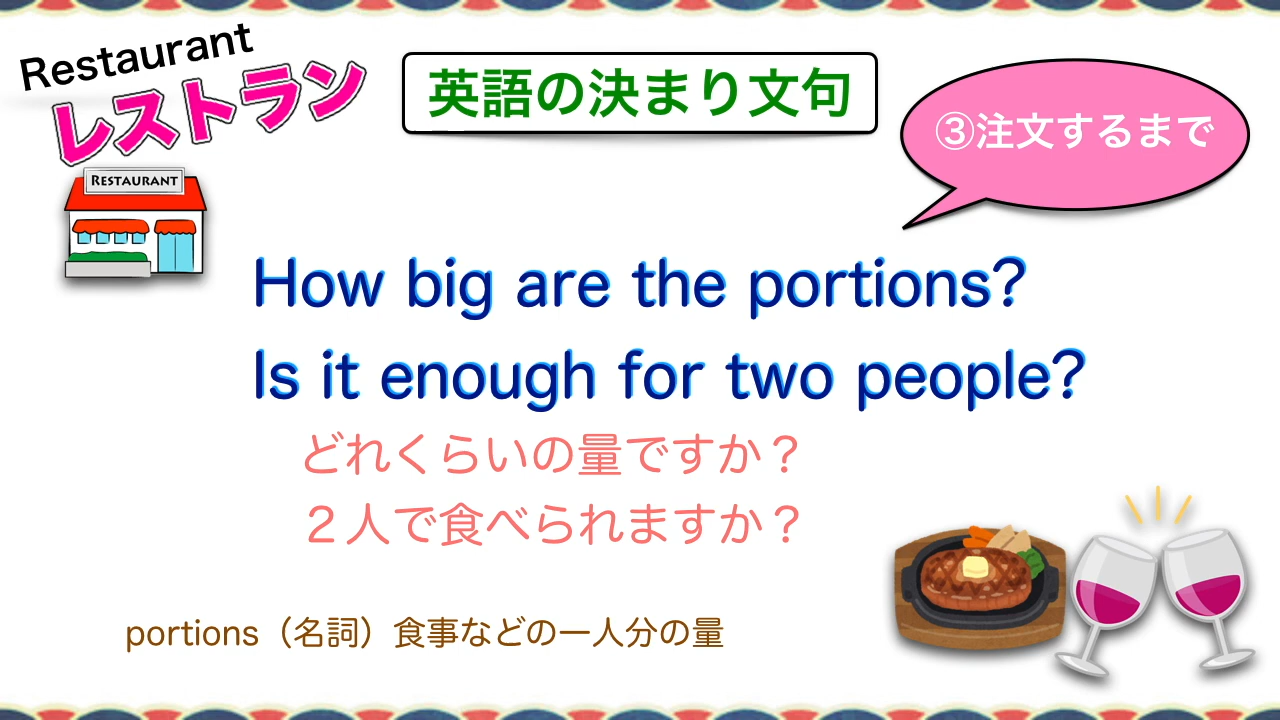 Restaurant
レストラン
RESTAURANT
英語の決まり文句
③注文するまで
How big are the portions?
Is it enough for two people?
どれくらいの量ですか？
２人で食べられますか？
portions（名詞）食事などの一人分の量